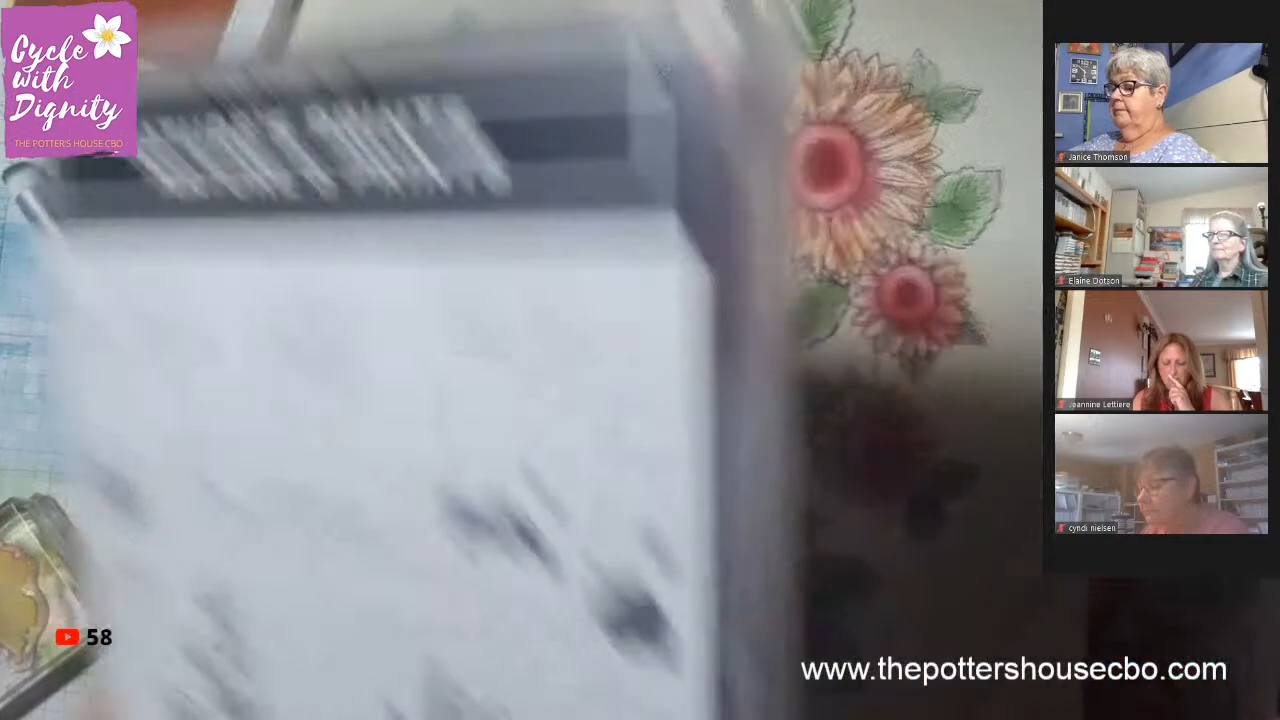 Cycle
with
Dignity
THE POTTER'S HOUSE CBO
Janice Thomson
Elaine Dotson
Jeannine Lettiere
cyndi nielsen
58
www.thepottershousecbo.com